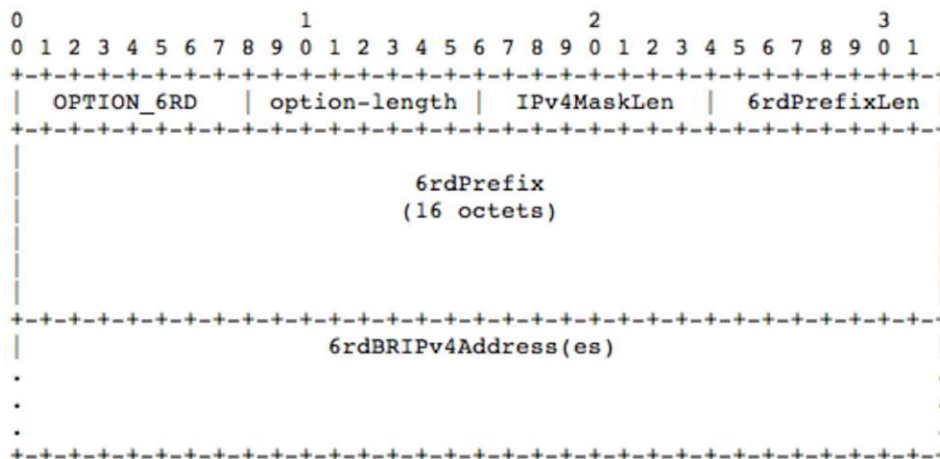 0                   1                   2                   3
0 1 2 3 4 5 6 7 8 9 0 1 2 3 4 5 6 7 8 9 0 1 2 3 4 5 6 7 8 9 0 1
+-+-+-+-+-+-+-+-+-+-+-+-+-+-+-+-+-+-+-+-+-+-+-+-+-+-+-+-+-+-+-+-+
| OPTION_6RD | option-length | IPv4MaskLen | 6rdPrefixLen
+-+-+-+-+-+-+-+-+-+-+-+-+-+-+-+-+-+-+-+-+-+-+-+-+-+-+-+-+-+-+-+-+
6rdPrefix
(16 octets)
+-+-+-+-+-+-+-+-+-+-+-+-+-+-+-+-+-+-+-+-+-+-+-+-+-+-+-+-+-+-+-+-+
6rdBRIPv4Address(es)
.
.
.
+-+-+-+-+-+-+-+-+-+-+-+-+-+-+-+-+-+-+-+-+-+-+-+-+-+-+-+-+-+-+-+-+